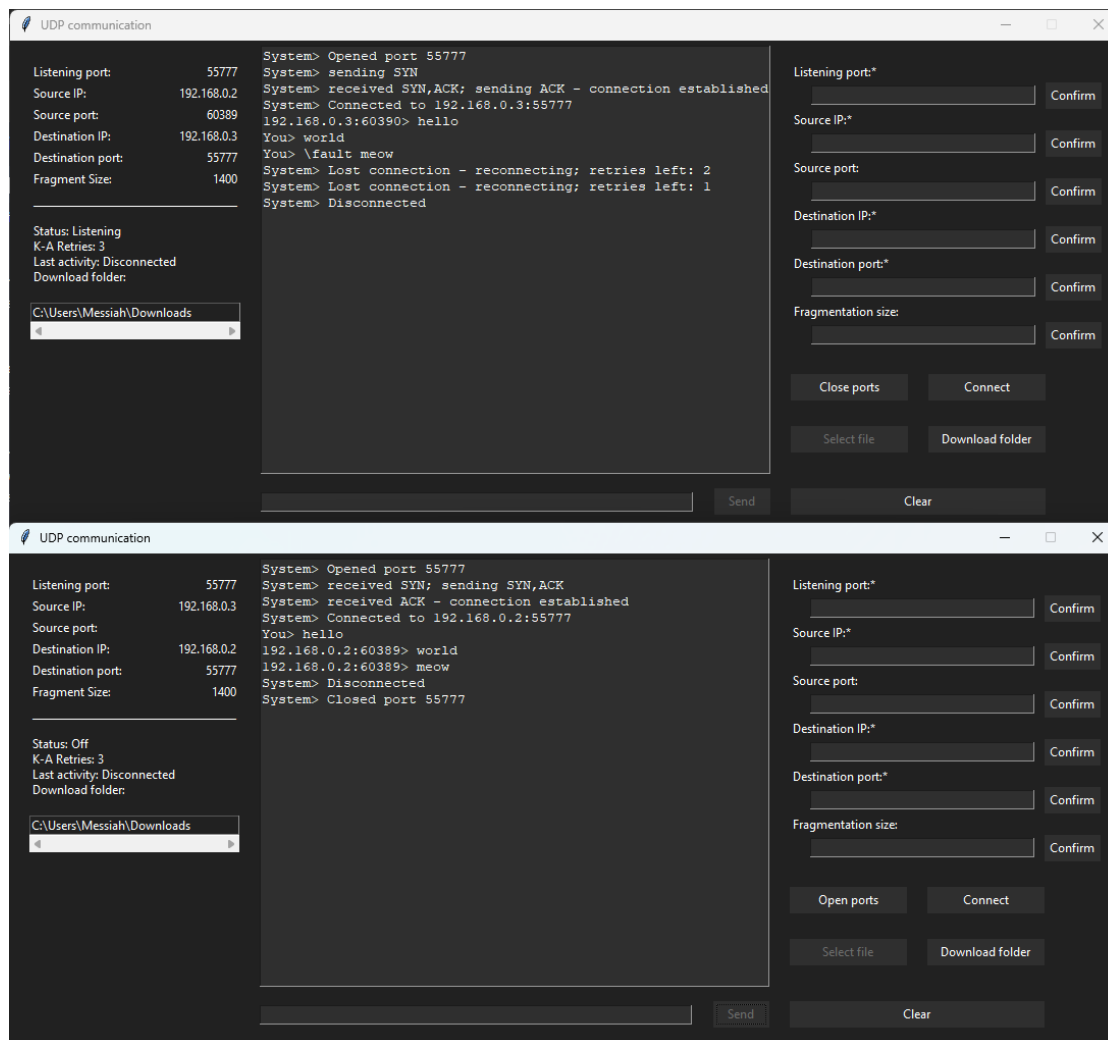 UDP communication
Listening port: 55777
Source IP: 192.168.0.2
Source port: 60389
Destination IP: 192.168.0.3
Destination port: 55777
Fragment Size: 1400
Status: Listening
K-A Retries: 3
Last activity: Disconnected
Download folder:
C:\Users\Messiah\Downloads
System> Opened port 55777
System> sending SYN
System> received SYN,ACK; sending ACK - connection established
System> Connected to 192.168.0.3:55777
192.168.0.3:60390> hello
You> world
You> \fault meow
System> Lost connection - reconnecting; retries left: 2
System> Lost connection - reconnecting; retries left: 1
System> Disconnected
Send
Listening port:*
Confirm
Source IP:*
Confirm
Source port:
Confirm
Destination IP:*
Confirm
Destination port:*
Confirm
Fragmentation size:
Confirm
Close ports Connect
Select file Download folder
Clear
UDP communication
Listening port: 55777
Source IP: 192.168.0.3
Source port:
Destination IP: 192.168.0.2
Destination port: 55777
Fragment Size: 1400
Status: Off
K-A Retries: 3
Last activity: Disconnected
Download folder:
C:\Users\Messiah\Downloads
System> Opened port 55777
System> received SYN; sending SYN,ACK
System> received ACK - connection established
System> Connected to 192.168.0.2:55777
You> hello
192.168.0.2:60389> world
192.168.0.2:60389> meow
System> Disconnected
System> Closed port 55777
Send
Listening port:*
Confirm
Source IP:*
Confirm
Source port:
Confirm
Destination IP:*
Confirm
Destination port:*
Confirm
Fragmentation size:
Confirm
Open ports Connect
Select file Download folder
Clear